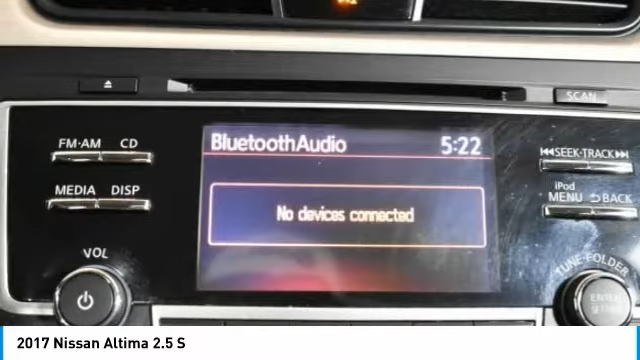 SCAN
FM·AM CD
BluetoothAudio 5:22
SEEK·TRACK
MEDIA DISP
iPod
MENU BACK
No devices connected
VOL
TUNE·FOLDER
ENTER
SETTING
2017 Nissan Altima 2.5 S